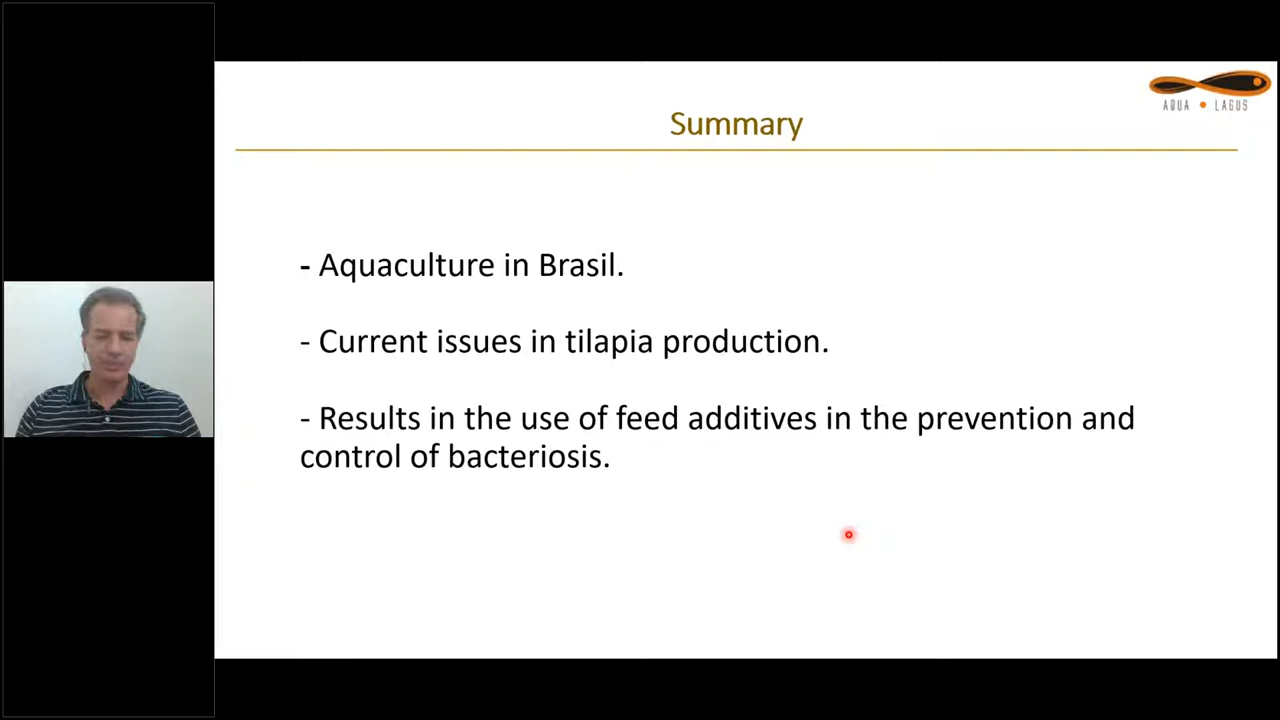 AQUA • LAGUS
Summary
- Aquaculture in Brasil.
- Current issues in tilapia production.
- Results in the use of feed additives in the prevention and
control of bacteriosis.